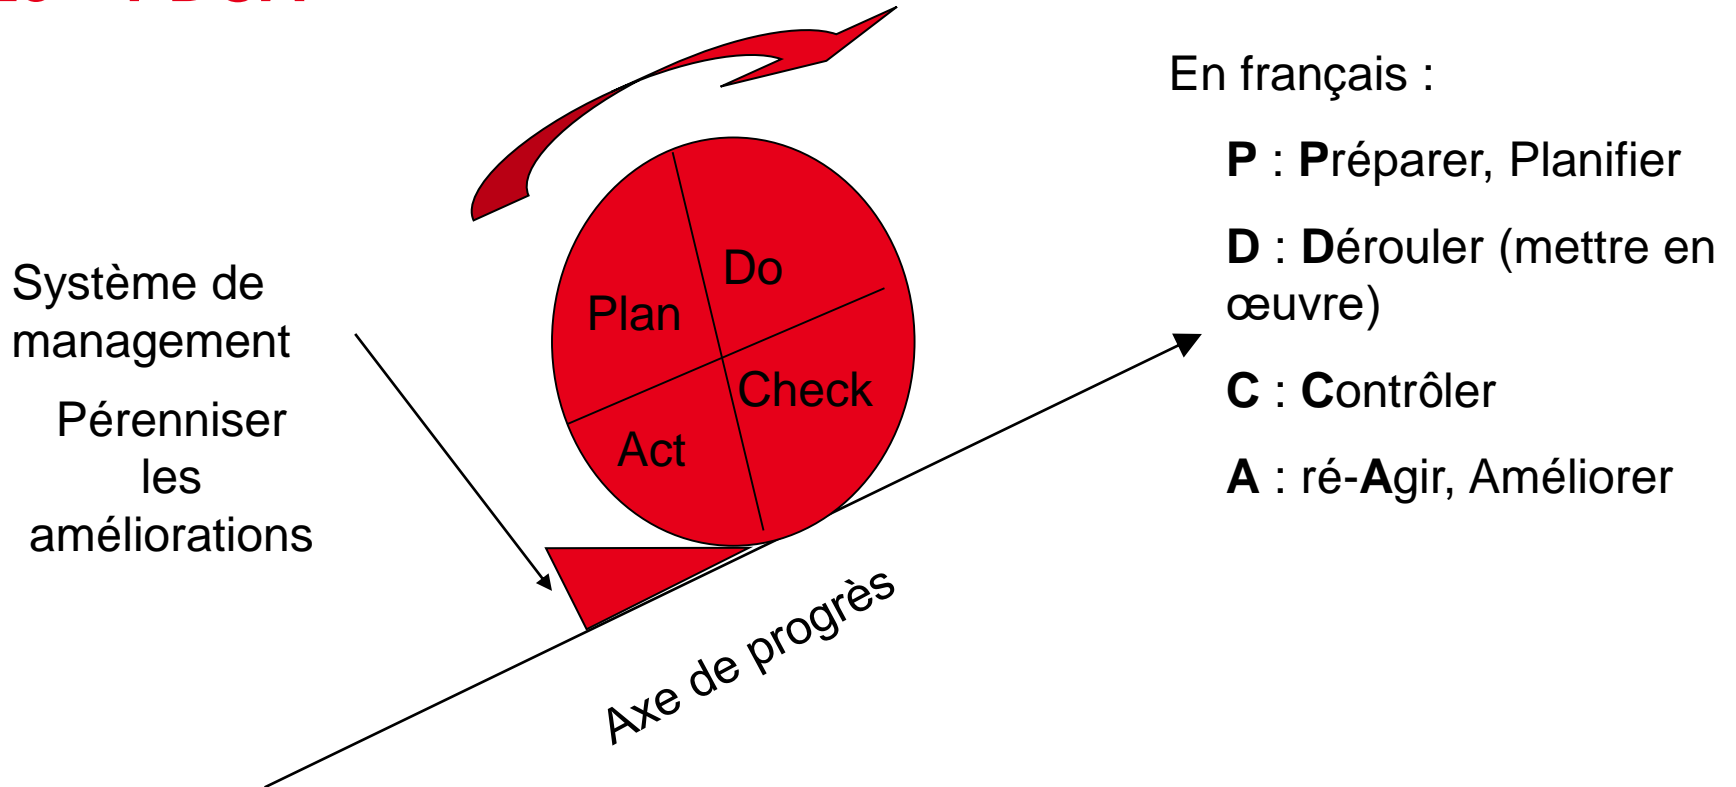 En français :
P : Préparer, Planifier
D : Dérouler (mettre en
œuvre)
C : Contrôler
A : ré-Agir, Améliorer
Système de
management
Pérenniser
les
améliorations
Plan
Do
Check
Act
Axe de progrès